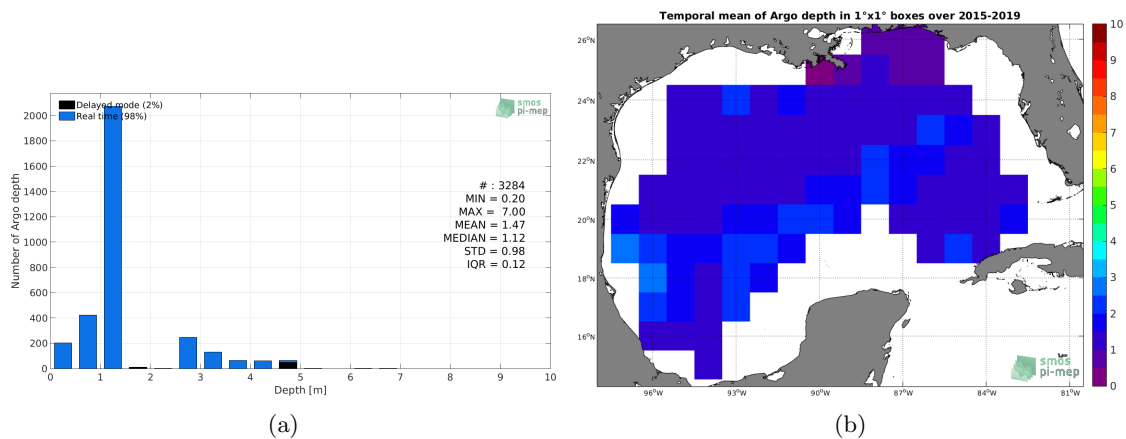 Delayed mode (2%)
Real time (98%)
smos
pi-mep
Number of Argo depth
2000
1800
1600
1400
1200
1000
800
600
400
200
0
# : 3284
MIN = 0.20
MAX = 7.00
MEAN = 1.47
MEDIAN = 1.12
STD = 0.98
IQR = 0.12
0 1 2 3 4 5 6 7 8 9 10
Depth [m]
(a)
Temporal mean of Argo depth in 1°x1° boxes over 2015-2019
26°N
24°N
22°N
20°N
18°N
16°N
96°W 93°W 90°W 87°W 84°W 81°W
smos
pi-mep
10
9
8
7
6
5
4
3
2
1
0
(b)